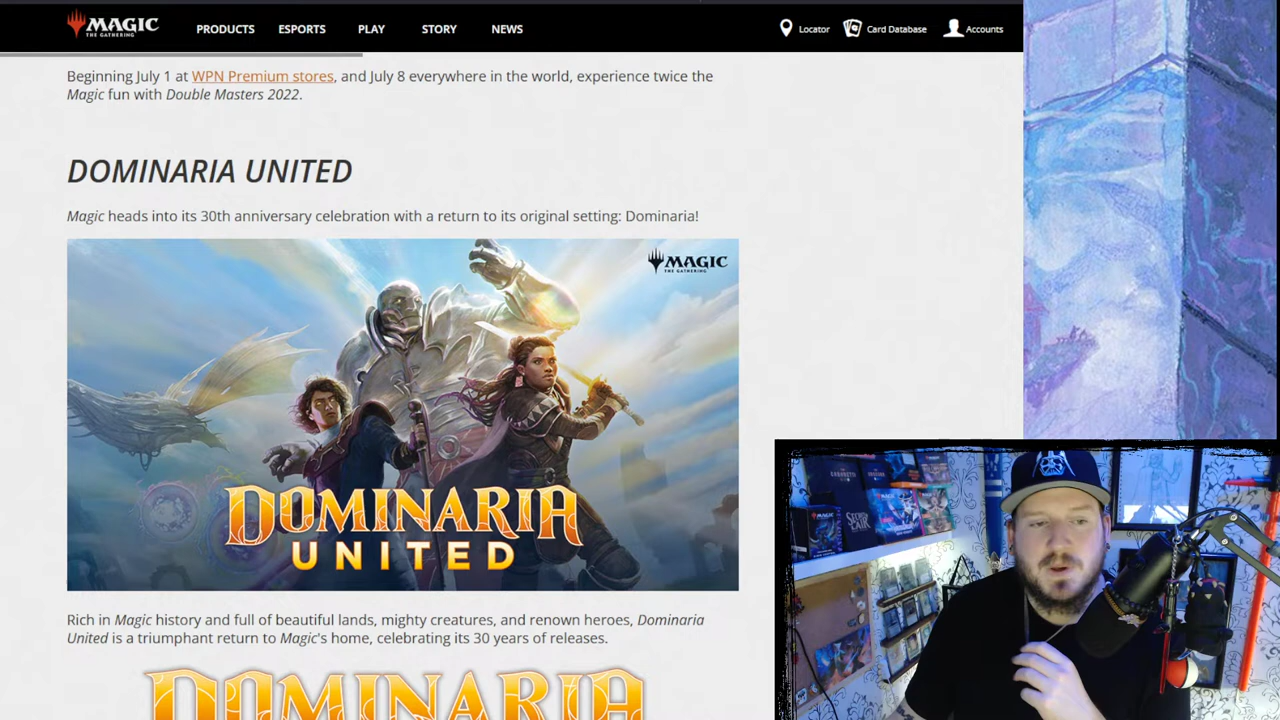 MAGIC
THE GATHERING
PRODUCTS ESPORTS PLAY STORY NEWS
Locator Card Database Accounts
Beginning July 1 at WPN Premium stores, and July 8 everywhere in the world, experience twice the
Magic fun with Double Masters 2022.
DOMINARIA UNITED
Magic heads into its 30th anniversary celebration with a return to its original setting: Dominaria!
MAGIC
THE GATHERING
DOMINARIA
UNITED
Rich in Magic history and full of beautiful lands, mighty creatures, and renown heroes, Dominaria
United is a triumphant return to Magic's home, celebrating its 30 years of releases.
DOMINARIA
SECRET
LAIR
MAGIC